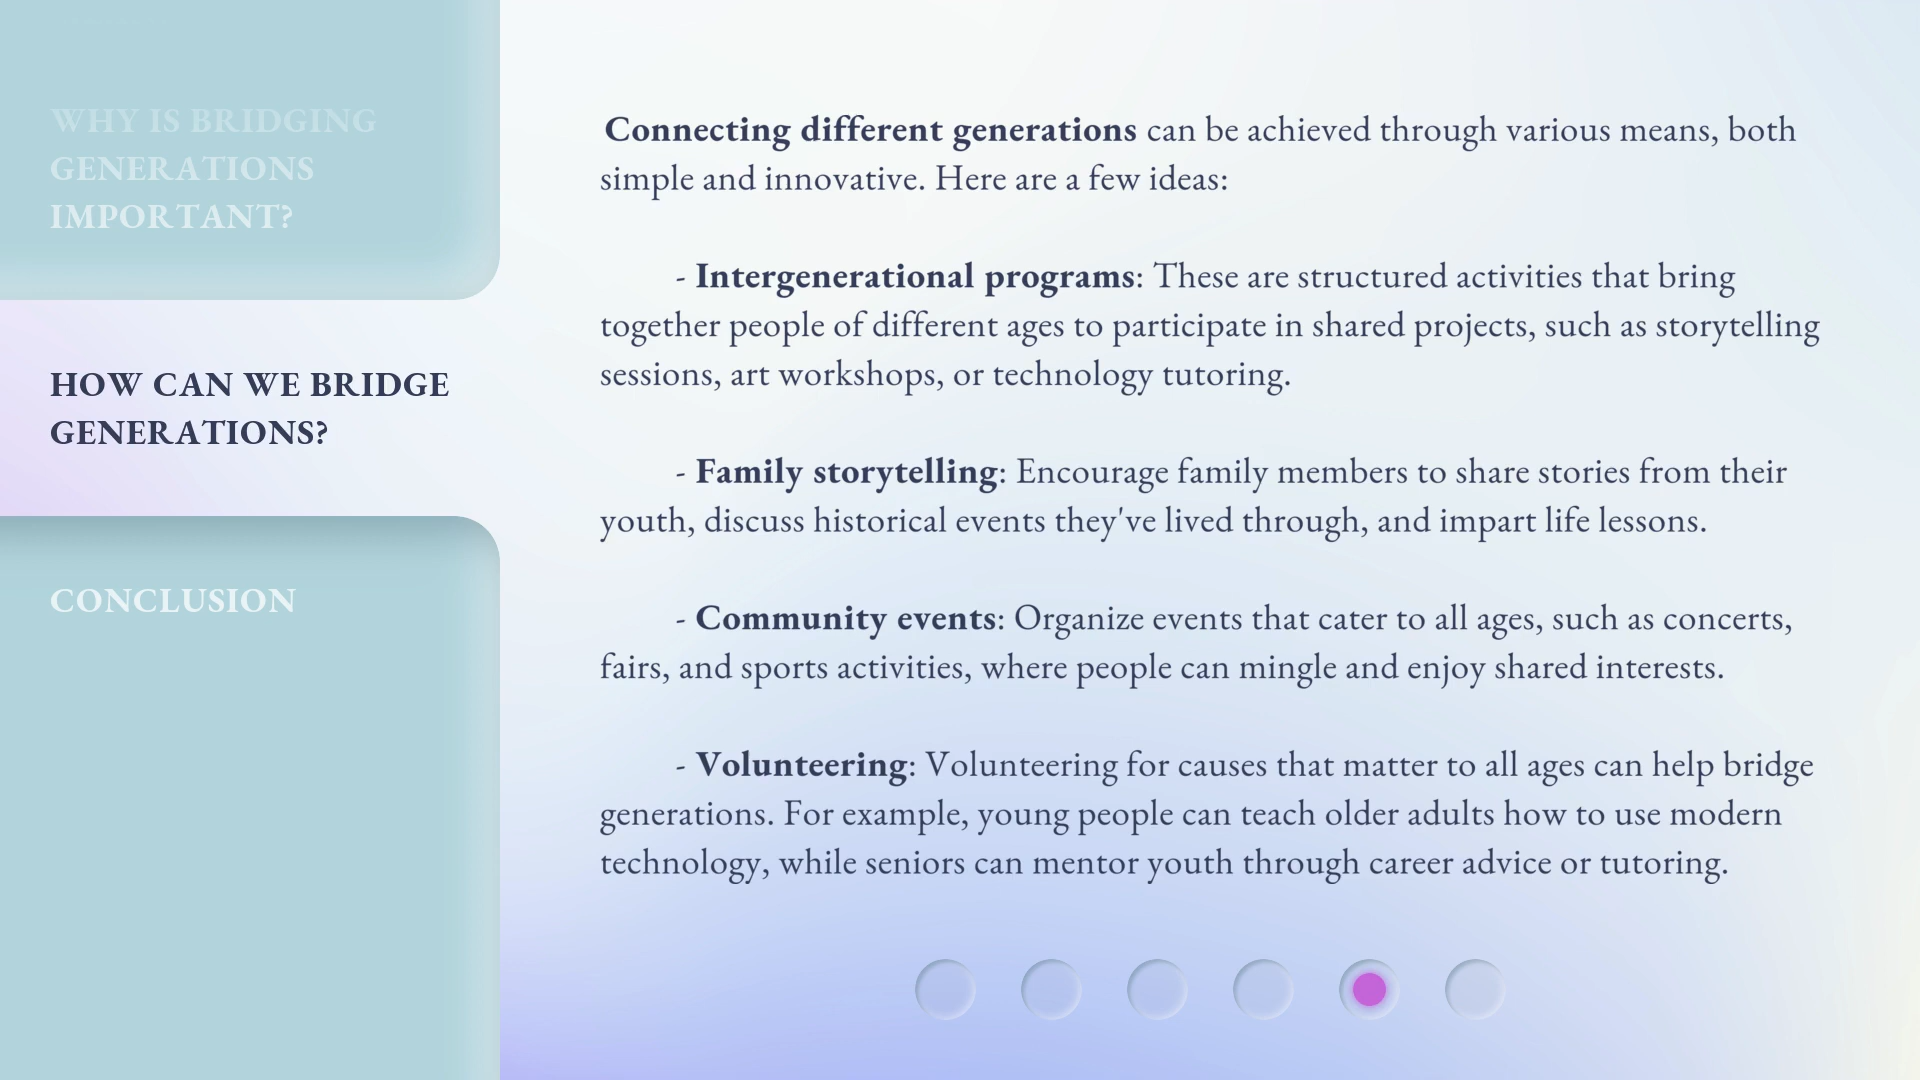 WHY IS BRIDGING
GENERATIONS
IMPORTANT?
HOW CAN WE BRIDGE
GENERATIONS?
CONCLUSION
Connecting different generations can be achieved through various means, both
simple and innovative. Here are a few ideas:
- Intergenerational programs: These are structured activities that bring
together people of different ages to participate in shared projects, such as storytelling
sessions, art workshops, or technology tutoring.
- Family storytelling: Encourage family members to share stories from their
youth, discuss historical events they've lived through, and impart life lessons.
- Community events: Organize events that cater to all ages, such as concerts,
fairs, and sports activities, where people can mingle and enjoy shared interests.
- Volunteering: Volunteering for causes that matter to all ages can help bridge
generations. For example, young people can teach older adults how to use modern
technology, while seniors can mentor youth through career advice or tutoring.